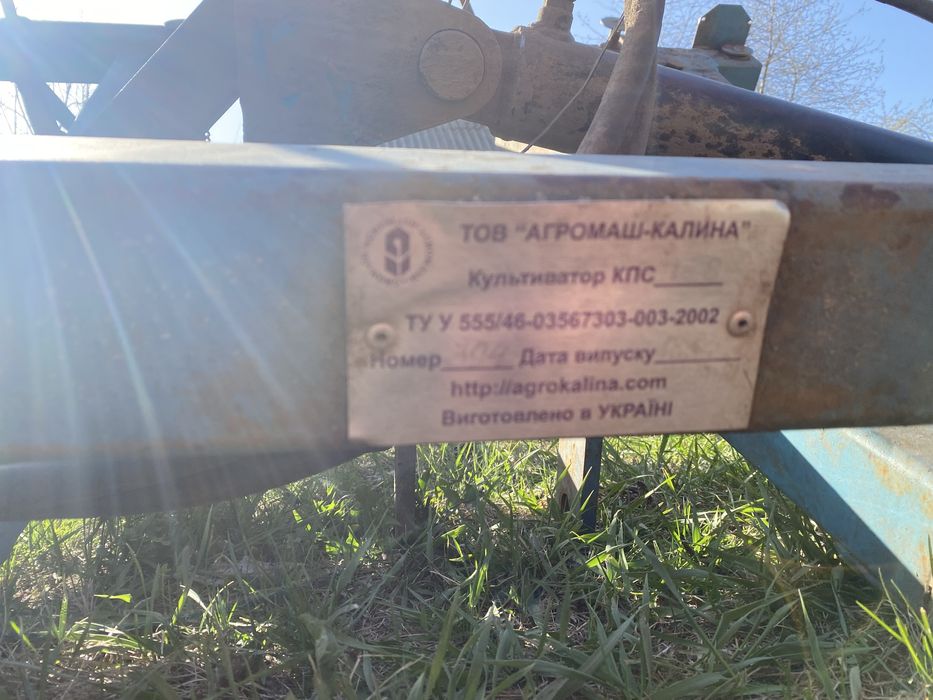 ТОВ "АГРОМАШ-КАЛИНА"
Культиватор КПС
ТУ У 555/46-03567303-003-2002
Номер Дата випуску
http://agrokalina.com
Виготовлено в УКРАЇНІ